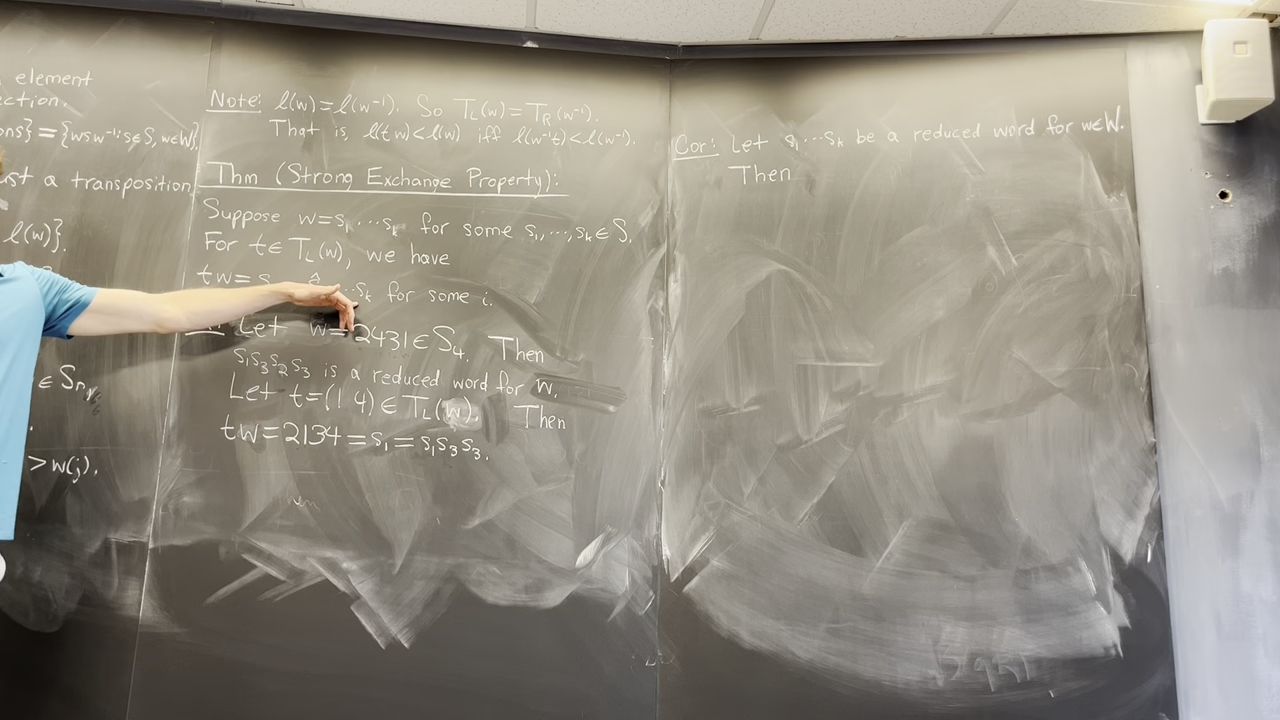 element
ction.
ons} = {wsw⁻¹: s∈S, w∈W}
ust a transposition
l(w)}.
∈ Sₙ
> w(j).
Note: l(w)=l(w⁻¹). So T_L(w)=T_R(w⁻¹).
That is, l(tw)<l(w) iff l(w⁻¹t)<l(w⁻¹).
Thm (Strong Exchange Property):
Suppose w=s₁⋯sₖ for some s₁,…,sₖ∈S.
For t∈T_L(w), we have
tw=s ⋯sₖ for some i.
Let w=2431∈S₄. Then
s₁s₃s₂s₃ is a reduced word for w.
Let t=(1 4)∈T_L(w). Then
tw=2134=s₁=s₁s₃s₃.
Cor: Let s₁⋯sₖ be a reduced word for w∈W.
Then